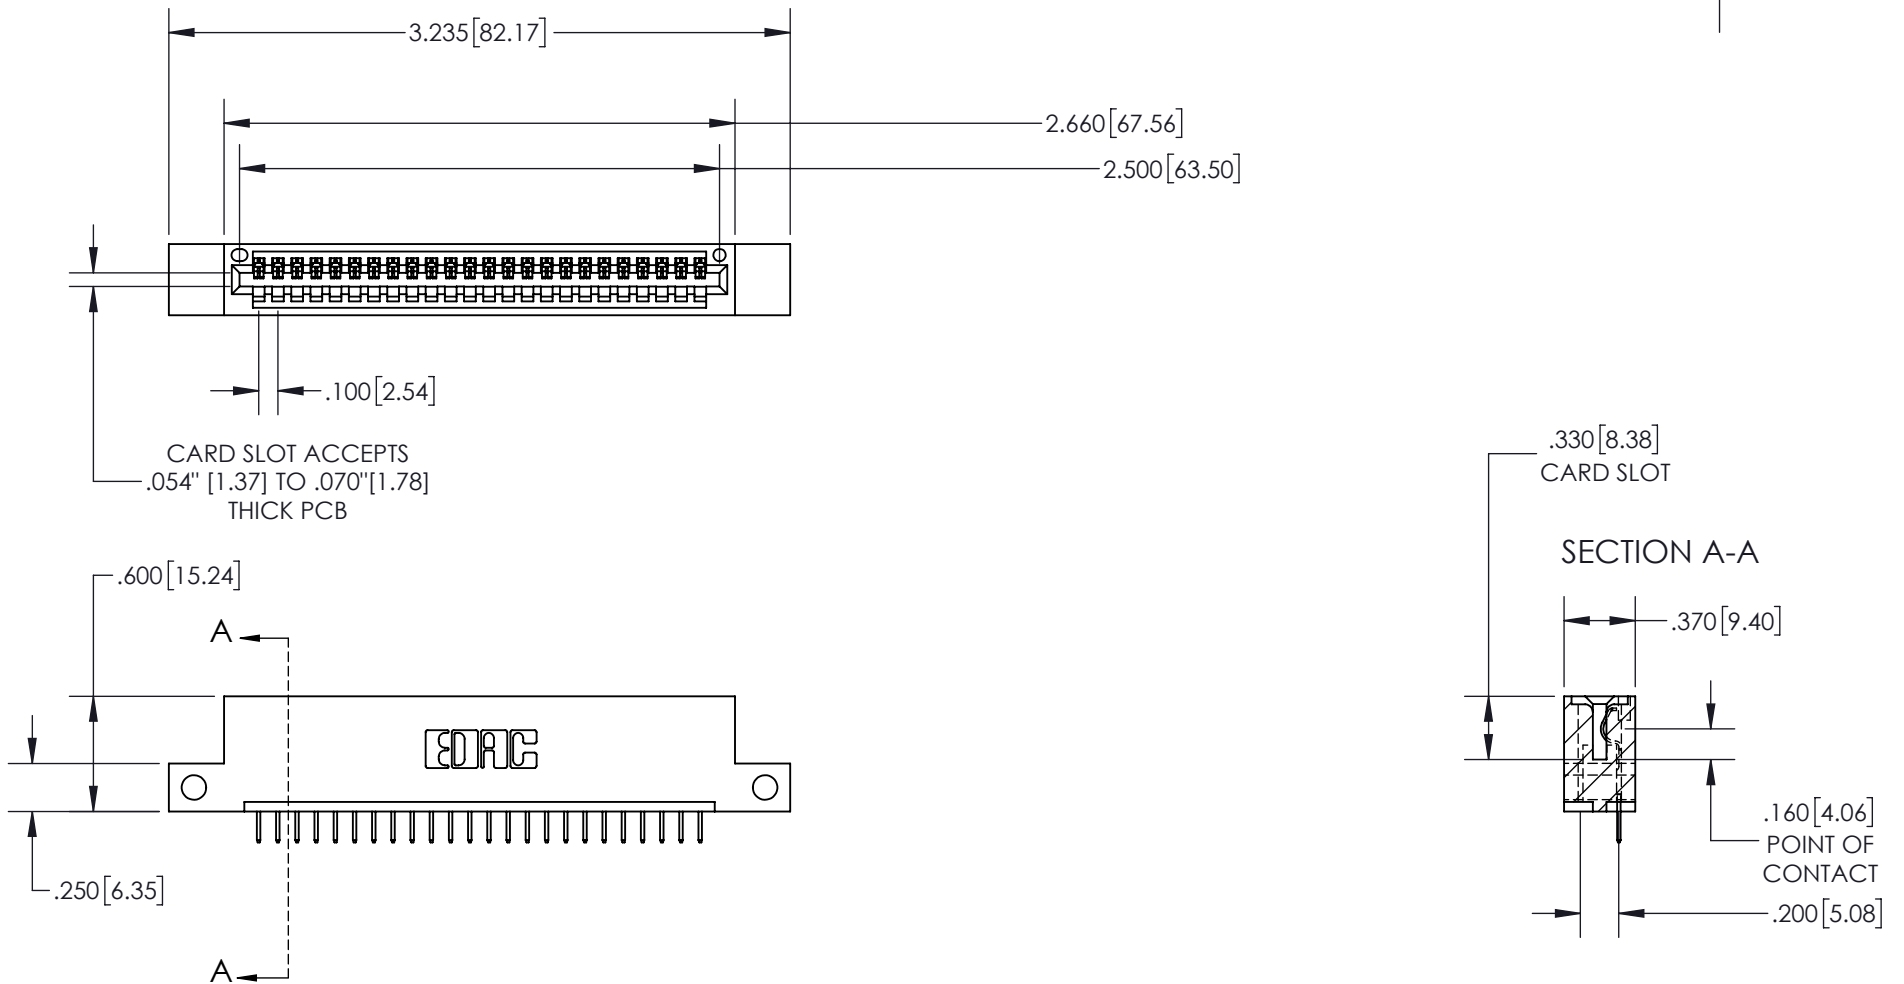 3.235[82.17]
2.660[67.56]
2.500[63.50]
.100[2.54]
CARD SLOT ACCEPTS
.054" [1.37] TO .070"[1.78]
THICK PCB
.330[8.38]
CARD SLOT
SECTION A-A
.600[15.24]
.370[9.40]
A
EDAC
.160[4.06]
POINT OF
CONTACT
.250[6.35]
.200[5.08]
A